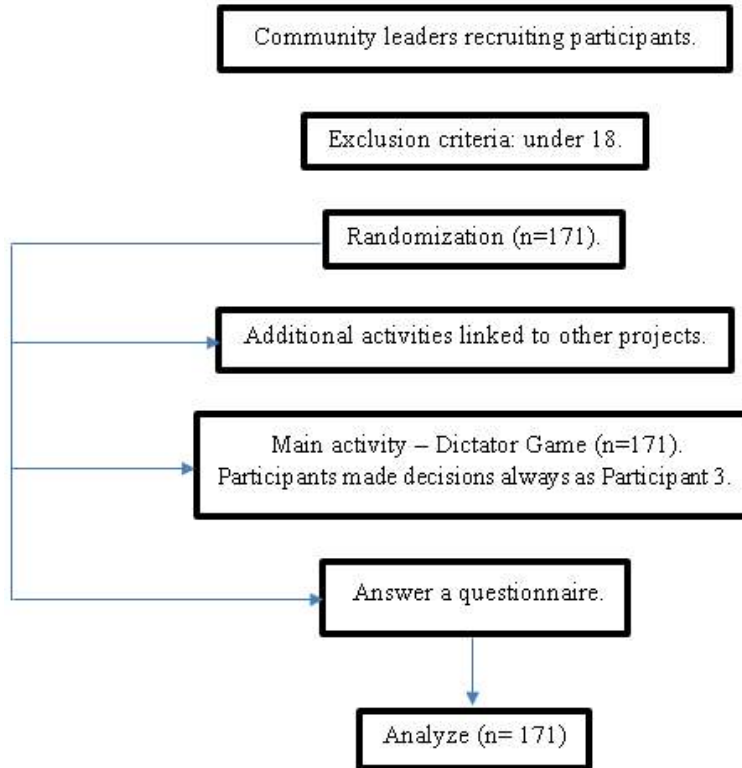 Community leaders recruiting participants.
Exclusion criteria: under 18.
Randomization (n=171).
Additional activities linked to other projects.
Main activity – Dictator Game (n=171).
Participants made decisions always as Participant 3.
Answer a questionnaire.
Analyze (n= 171)